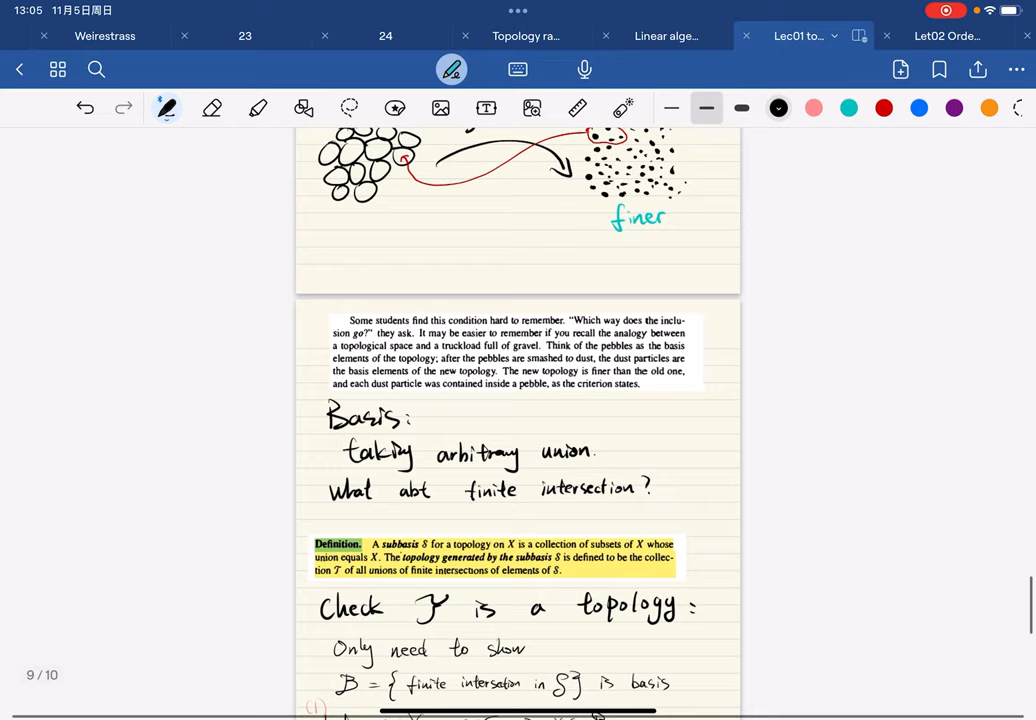 13:05 11月5日周日
Weirestrass
23
24
Topology ra...
Linear alge...
Lec01 to...
Let02 Orde...
finer
Some students find this condition hard to remember. "Which way does the inclu-
sion go?" they ask. It may be easier to remember if you recall the analogy between
a topological space and a truckload full of gravel. Think of the pebbles as the basis
elements of the topology; after the pebbles are smashed to dust, the dust particles are
the basis elements of the new topology. The new topology is finer than the old one,
and each dust particle was contained inside a pebble, as the criterion states.
Basis:
taking arbitrary union.
What abt finite intersection?
Definition. A subbasis S for a topology on X is a collection of subsets of X whose
union equals X. The topology generated by the subbasis S is defined to be the collec-
tion T of all unions of finite intersections of elements of S.
Check T is a topology:
Only need to show
B = { finite intersection in S } is basis
(1)
9 / 10